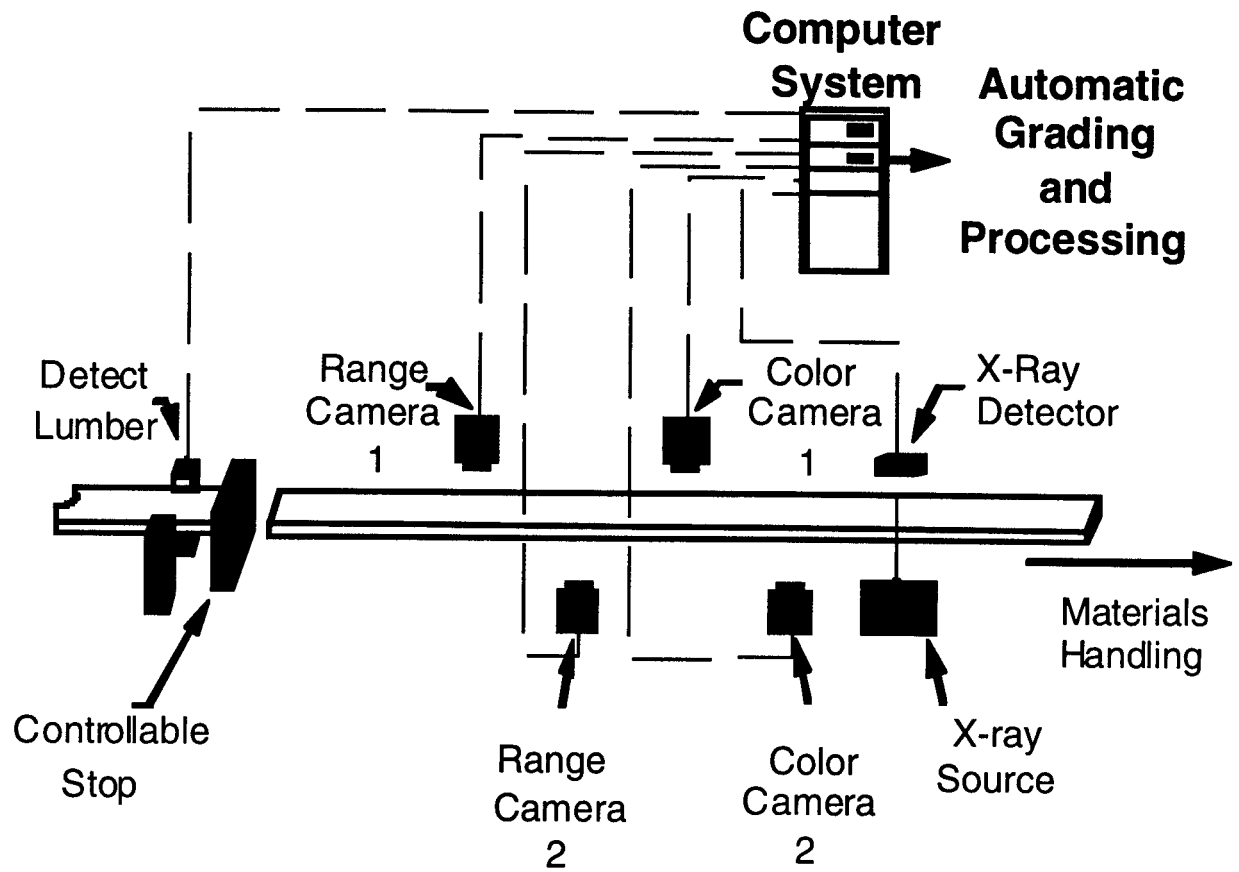 Computer
System
Automatic
Grading
and
Processing
Detect
Lumber
Range
Camera
1
Color
Camera
1
X-Ray
Detector
Materials
Handling
Controllable
Stop
Range
Camera
2
Color
Camera
2
X-ray
Source